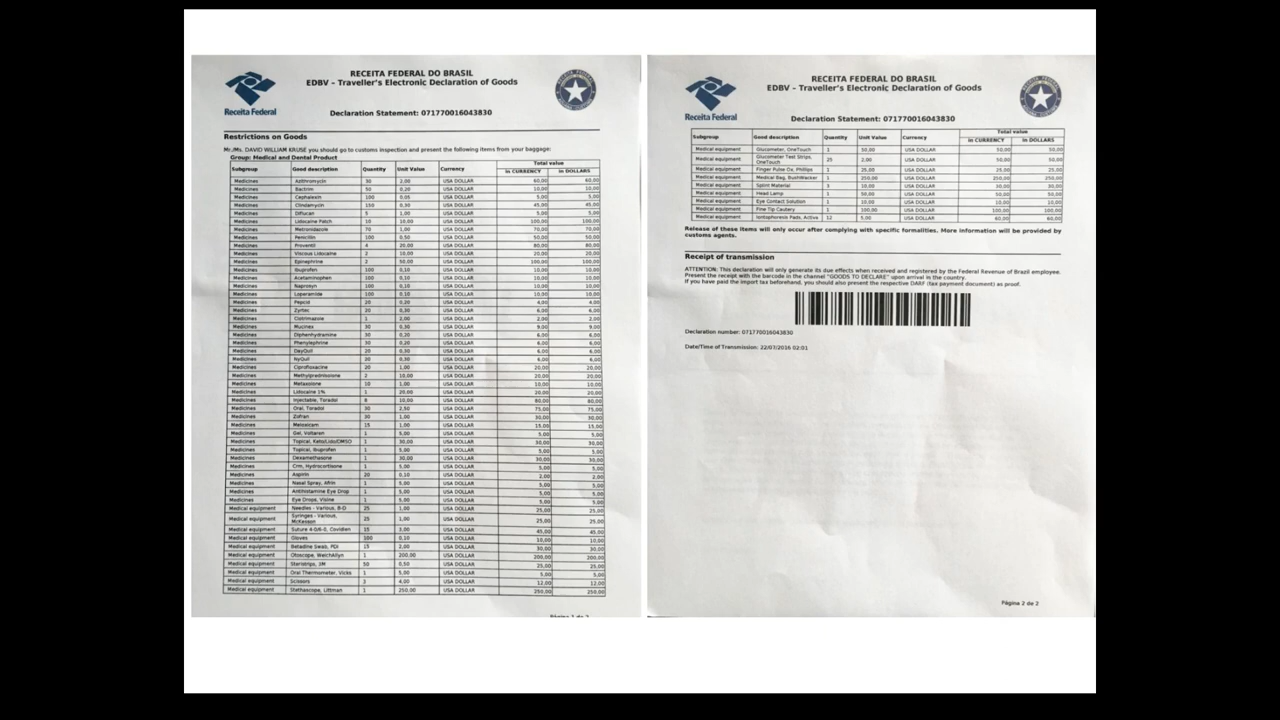 RECEITA FEDERAL DO BRASIL
EDBV – Traveller's Electronic Declaration of Goods
Receita Federal
Declaration Statement: 071770016043830
Restrictions on Goods
Mr./Ms. DAVID WILLIAM KRUSE you should go to customs inspection and present the following items from your baggage:
Group: Medical and Dental Product
Total value
Subgroup Good description Quantity Unit Value Currency in CURRENCY in DOLLARS
Medicines Azithromycin 30 2,00 USA DOLLAR 60,00 60,00
Medicines Bactrim 50 0,20 USA DOLLAR 10,00 10,00
Medicines Cephalexin 100 0,05 USA DOLLAR 5,00 5,00
Medicines Clindamycin 150 0,30 USA DOLLAR 45,00 45,00
Medicines Diflucan 5 1,00 USA DOLLAR 5,00 5,00
Medicines Lidocaine Patch 10 10,00 USA DOLLAR 100,00 100,00
Medicines Metronidazole 70 1,00 USA DOLLAR 70,00 70,00
Medicines Penicillin 100 0,50 USA DOLLAR 50,00 50,00
Medicines Proventil 4 20,00 USA DOLLAR 80,00 80,00
Medicines Viscous Lidocaine 2 10,00 USA DOLLAR 20,00 20,00
Medicines Epinephrine 2 50,00 USA DOLLAR 100,00 100,00
Medicines Ibuprofen 100 0,10 USA DOLLAR 10,00 10,00
Medicines Acetaminophen 100 0,10 USA DOLLAR 10,00 10,00
Medicines Naprosyn 100 0,10 USA DOLLAR 10,00 10,00
Medicines Loperamide 100 0,10 USA DOLLAR 10,00 10,00
Medicines Pepcid 20 0,20 USA DOLLAR 4,00 4,00
Medicines Zyrtec 20 0,30 USA DOLLAR 6,00 6,00
Medicines Clotrimazole 1 2,00 USA DOLLAR 2,00 2,00
Medicines Mucinex 30 0,30 USA DOLLAR 9,00 9,00
Medicines Diphenhydramine 30 0,20 USA DOLLAR 6,00 6,00
Medicines Phenylephrine 30 0,20 USA DOLLAR 6,00 6,00
Medicines DayQuil 20 0,30 USA DOLLAR 6,00 6,00
Medicines NyQuil 20 0,30 USA DOLLAR 6,00 6,00
Medicines Ciprofloxacine 20 1,00 USA DOLLAR 20,00 20,00
Medicines Methylprednisolone 2 10,00 USA DOLLAR 20,00 20,00
Medicines Metaxolone 10 1,00 USA DOLLAR 10,00 10,00
Medicines Lidocaine 1% 1 20,00 USA DOLLAR 20,00 20,00
Medicines Injectable, Toradol 8 10,00 USA DOLLAR 80,00 80,00
Medicines Oral, Toradol 30 2,50 USA DOLLAR 75,00 75,00
Medicines Zofran 30 1,00 USA DOLLAR 30,00 30,00
Medicines Meloxicam 15 1,00 USA DOLLAR 15,00 15,00
Medicines Gel, Voltaren 1 5,00 USA DOLLAR 5,00 5,00
Medicines Topical, Keto/Lido/DMSO 1 30,00 USA DOLLAR 30,00 30,00
Medicines Topical, Ibuprofen 1 5,00 USA DOLLAR 5,00 5,00
Medicines Dexamethasone 1 30,00 USA DOLLAR 30,00 30,00
Medicines Crm, Hydrocortisone 1 5,00 USA DOLLAR 5,00 5,00
Medicines Aspirin 20 0,10 USA DOLLAR 2,00 2,00
Medicines Nasal Spray, Afrin 1 5,00 USA DOLLAR 5,00 5,00
Medicines Antihistamine Eye Drop 1 5,00 USA DOLLAR 5,00 5,00
Medicines Eye Drops, Visine 1 5,00 USA DOLLAR 5,00 5,00
Medical equipment Needles - Various, B-D 25 1,00 USA DOLLAR 25,00 25,00
Medical equipment Syringes - Various, McKesson 25 1,00 USA DOLLAR 25,00 25,00
Medical equipment Suture 4-0/6-0, Covidien 15 3,00 USA DOLLAR 45,00 45,00
Medical equipment Gloves 100 0,10 USA DOLLAR 10,00 10,00
Medical equipment Betadine Swab, PDI 15 2,00 USA DOLLAR 30,00 30,00
Medical equipment Otoscope, WelchAllyn 1 200,00 USA DOLLAR 200,00 200,00
Medical equipment Steristrips, 3M 50 0,50 USA DOLLAR 25,00 25,00
Medical equipment Oral Thermometer, Vicks 1 5,00 USA DOLLAR 5,00 5,00
Medical equipment Scissors 3 4,00 USA DOLLAR 12,00 12,00
Medical equipment Stethascope, Littman 1 250,00 USA DOLLAR 250,00 250,00
Página 1 de 2
RECEITA FEDERAL DO BRASIL
EDBV – Traveller's Electronic Declaration of Goods
Receita Federal
Declaration Statement: 071770016043830
Total value
Subgroup Good description Quantity Unit Value Currency in CURRENCY in DOLLARS
Medical equipment Glucometer, OneTouch 1 50,00 USA DOLLAR 50,00 50,00
Medical equipment Glucometer Test Strips, OneTouch 25 2,00 USA DOLLAR 50,00 50,00
Medical equipment Finger Pulse Ox, Phillips 1 25,00 USA DOLLAR 25,00 25,00
Medical equipment Medical Bag, BushWacker 1 250,00 USA DOLLAR 250,00 250,00
Medical equipment Splint Material 3 10,00 USA DOLLAR 30,00 30,00
Medical equipment Head Lamp 1 50,00 USA DOLLAR 50,00 50,00
Medical equipment Eye Contact Solution 1 10,00 USA DOLLAR 10,00 10,00
Medical equipment Fine Tip Cautery 1 100,00 USA DOLLAR 100,00 100,00
Medical equipment Iontophoresis Pads, Active 12 5,00 USA DOLLAR 60,00 60,00
Release of these items will only occur after complying with specific formalities. More information will be provided by
customs agents.
Receipt of transmission
ATTENTION: This declaration will only generate its due effects when received and registered by the Federal Revenue of Brazil employee.
Present the receipt with the barcode in the channel "GOODS TO DECLARE" upon arrival in the country.
If you have paid the import tax beforehand, you should also present the respective DARF (tax payment document) as proof.
Declaration number: 071770016043830
Date/Time of Transmission: 22/07/2016 02:01
Página 2 de 2